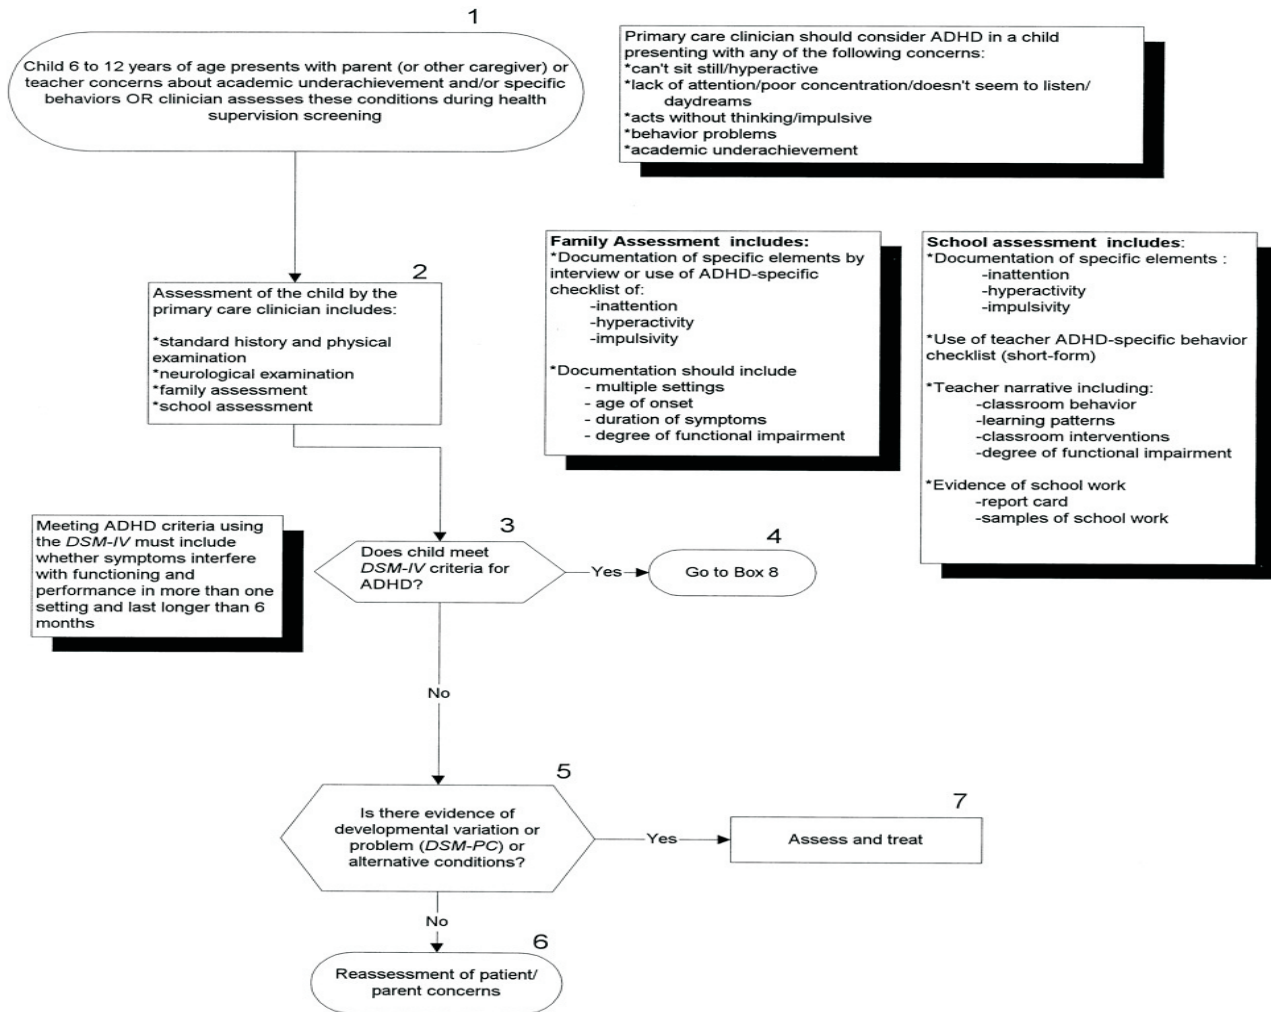 1
Child 6 to 12 years of age presents with parent (or other caregiver) or
teacher concerns about academic underachievement and/or specific
behaviors OR clinician assesses these conditions during health
supervision screening
Primary care clinician should consider ADHD in a child
presenting with any of the following concerns:
*can't sit still/hyperactive
*lack of attention/poor concentration/doesn't seem to listen/
daydreams
*acts without thinking/impulsive
*behavior problems
*academic underachievement
2
Assessment of the child by the
primary care clinician includes:
*standard history and physical
examination
*neurological examination
*family assessment
*school assessment
Family Assessment includes:
*Documentation of specific elements by
interview or use of ADHD-specific
checklist of:
-inattention
-hyperactivity
-impulsivity
*Documentation should include
- multiple settings
- age of onset
- duration of symptoms
- degree of functional impairment
School assessment includes:
*Documentation of specific elements :
-inattention
-hyperactivity
-impulsivity
*Use of teacher ADHD-specific behavior
checklist (short-form)
*Teacher narrative including:
-classroom behavior
-learning patterns
-classroom interventions
-degree of functional impairment
*Evidence of school work
-report card
-samples of school work
Meeting ADHD criteria using
the DSM-IV must include
whether symptoms interfere
with functioning and
performance in more than one
setting and last longer than 6
months
3
Does child meet
DSM-IV criteria for
ADHD?
Yes
4
Go to Box 8
No
5
Is there evidence of
developmental variation or
problem (DSM-PC) or
alternative conditions?
Yes
7
Assess and treat
No
6
Reassessment of patient/
parent concerns